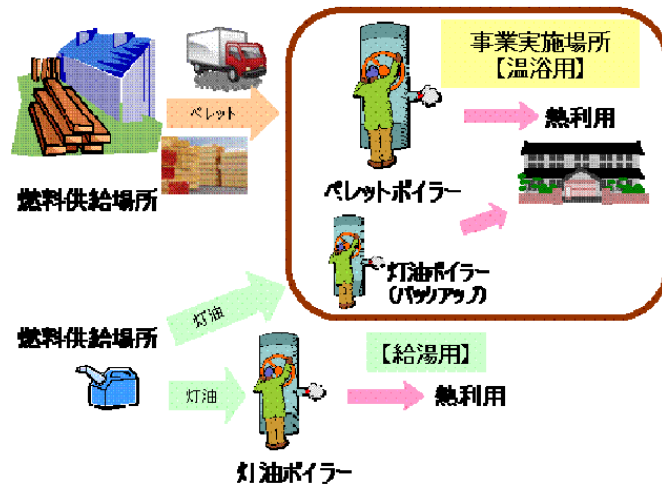 事業実施場所
【温浴用】
ペレット
熱利用
燃料供給場所
ペレットボイラー
灯油ボイラー
(バックアップ)
灯油
燃料供給場所
【給湯用】
灯油
熱利用
灯油ボイラー